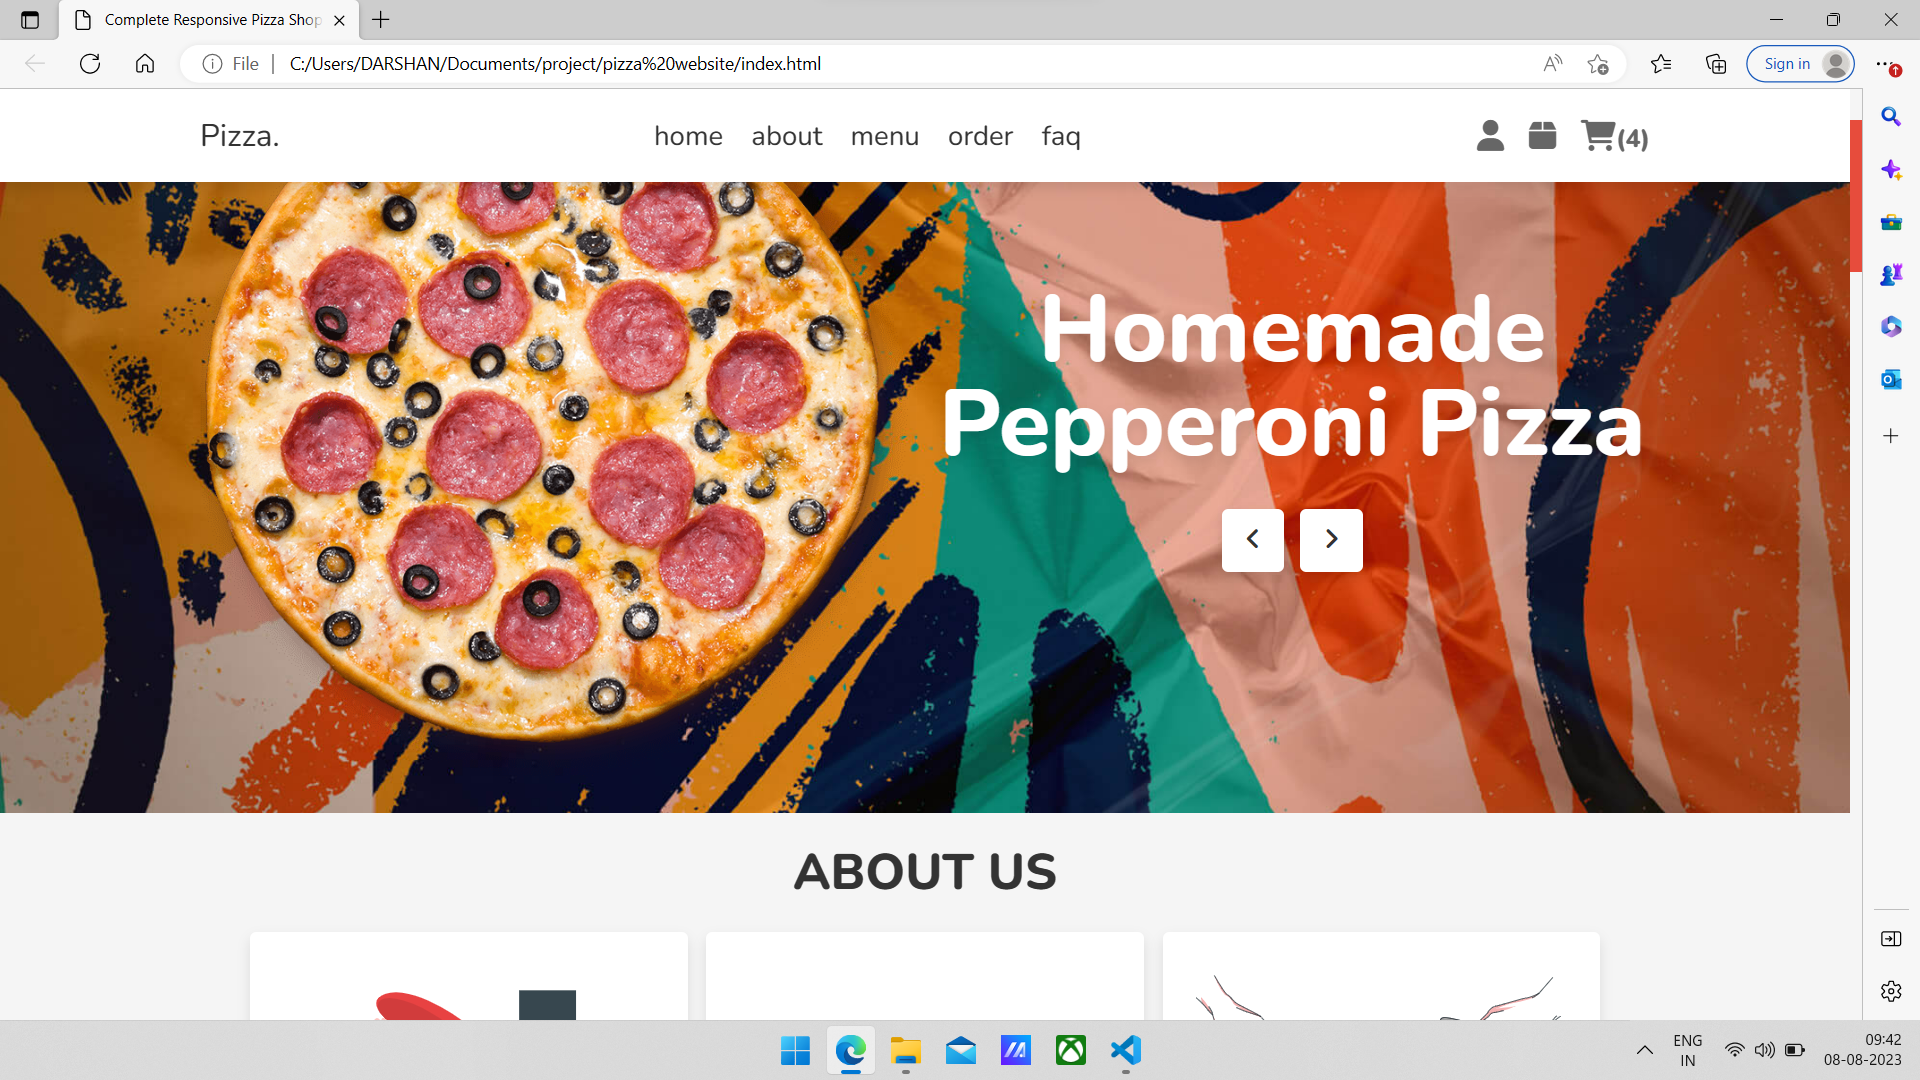 Complete Responsive Pizza Shop
File
C:/Users/DARSHAN/Documents/project/pizza%20website/index.html
Sign in
Pizza.
home about menu order faq
(4)
Homemade
Pepperoni Pizza
ABOUT US
ENG
IN
09:42
08-08-2023